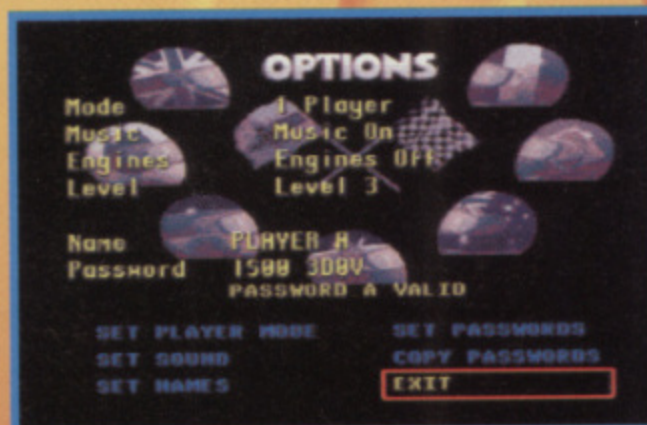 OPTIONS
Mode 1 Player
Music Music On
Engines Engines Off
Level Level 3
Name PLAYER A
Password 1500 3D0V
PASSWORD A VALID
SET PLAYER MODE SET PASSWORDS
SET SOUND COPY PASSWORDS
SET NAMES EXIT